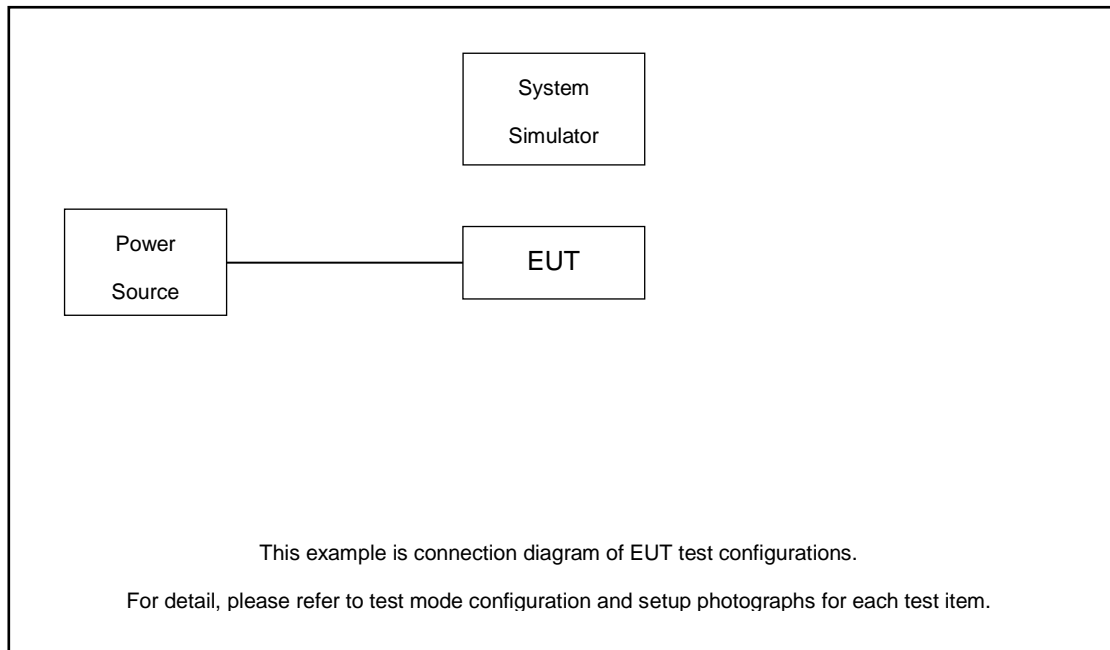 System
Simulator
Power
Source
EUT
This example is connection diagram of EUT test configurations.
For detail, please refer to test mode configuration and setup photographs for each test item.